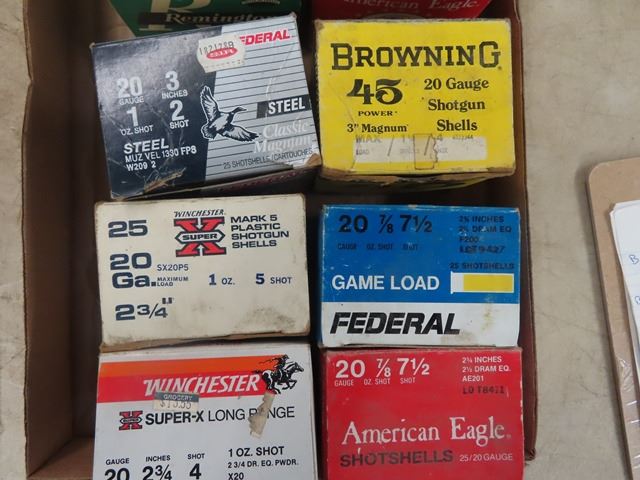 Remington
American Eagle
FEDERAL
20 3
GAUGE INCHES
1 2
OZ. SHOT SHOT
STEEL
MUZ VEL 1330 FPS
W209 2
STEEL
Classic
Magnum
25 SHOTSHELLS/CARTOUCHES
BROWNING
45
POWER
3" Magnum
20 Gauge
Shotgun
Shells
MAX
LOAD
25
20
Ga.
2 3/4"
WINCHESTER
SUPER X
SX20P5
MAXIMUM
LOAD
MARK 5
PLASTIC
SHOTGUN
SHELLS
1 OZ. 5 SHOT
20 7/8 7 1/2
GAUGE OZ. SHOT SHOT
2 3/4 INCHES
25 SHOTSHELLS
GAME LOAD
FEDERAL
WINCHESTER
GROCERY
SUPER-X LONG RANGE
GAUGE INCHES SHOT
20 2 3/4 4
1 OZ. SHOT
2 3/4 DR. EQ. PWDR.
X20
20 7/8 7 1/2
GAUGE OZ. SHOT SHOT
2 3/4 INCHES
2 1/2 DRAM EQ.
AE201
American Eagle
SHOTSHELLS
25/20 GAUGE